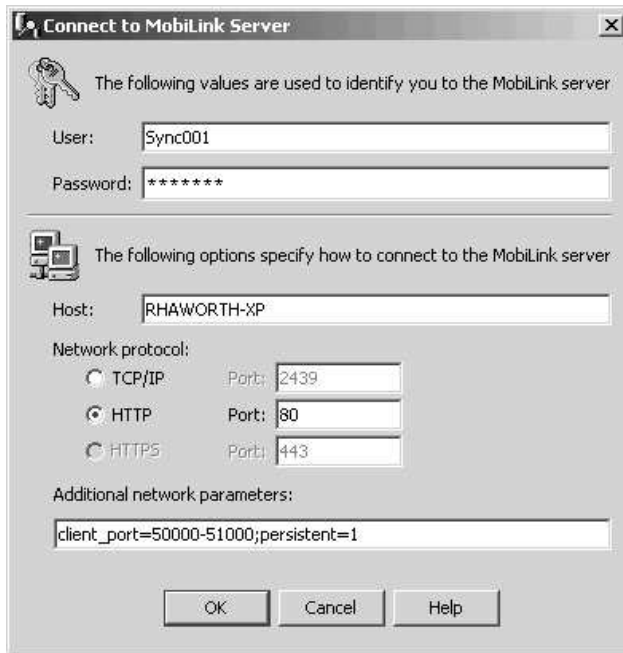 Connect to MobiLink Server
The following values are used to identify you to the MobiLink server
User: Sync001
Password: *******
The following options specify how to connect to the MobiLink server
Host: RHAWORTH-XP
Network protocol:
TCP/IP Port: 2439
HTTP Port: 80
HTTPS Port: 443
Additional network parameters:
client_port=50000-51000;persistent=1
OK Cancel Help